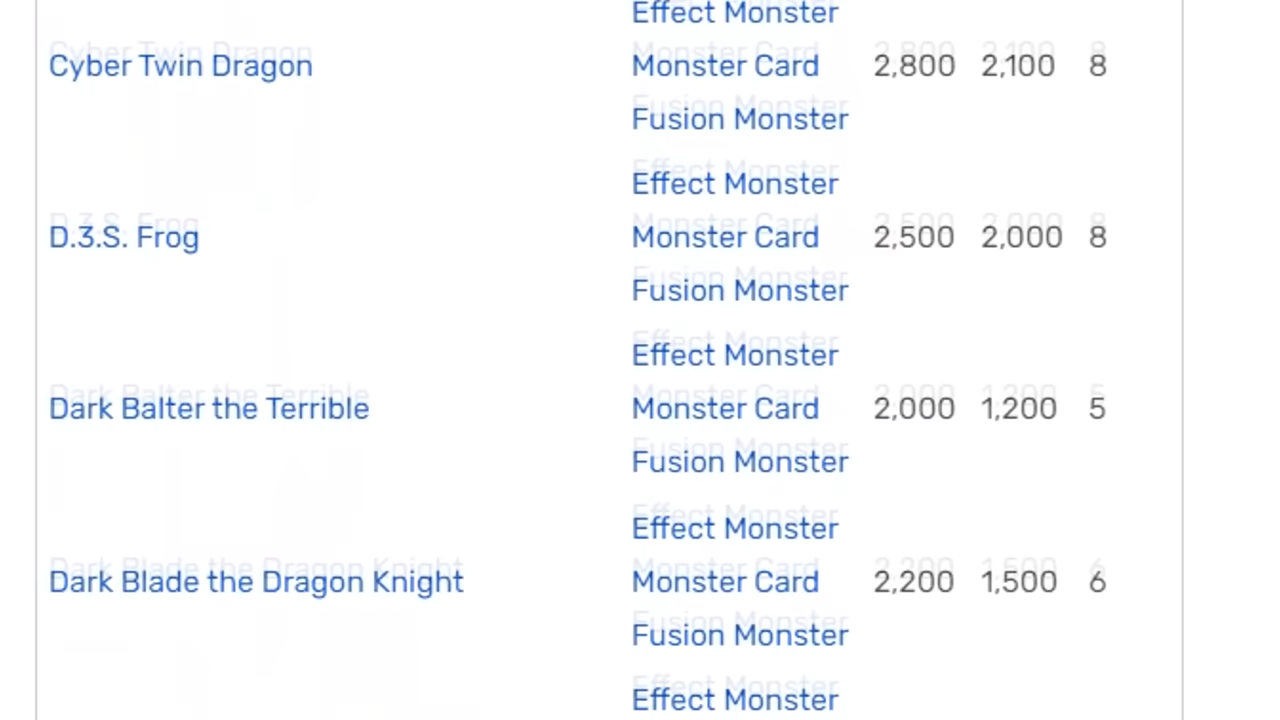 Effect Monster
Cyber Twin Dragon Monster Card 2,800 2,100 8
Fusion Monster
Effect Monster
D.3.S. Frog Monster Card 2,500 2,000 8
Fusion Monster
Effect Monster
Dark Balter the Terrible Monster Card 2,000 1,200 5
Fusion Monster
Effect Monster
Dark Blade the Dragon Knight Monster Card 2,200 1,500 6
Fusion Monster
Effect Monster